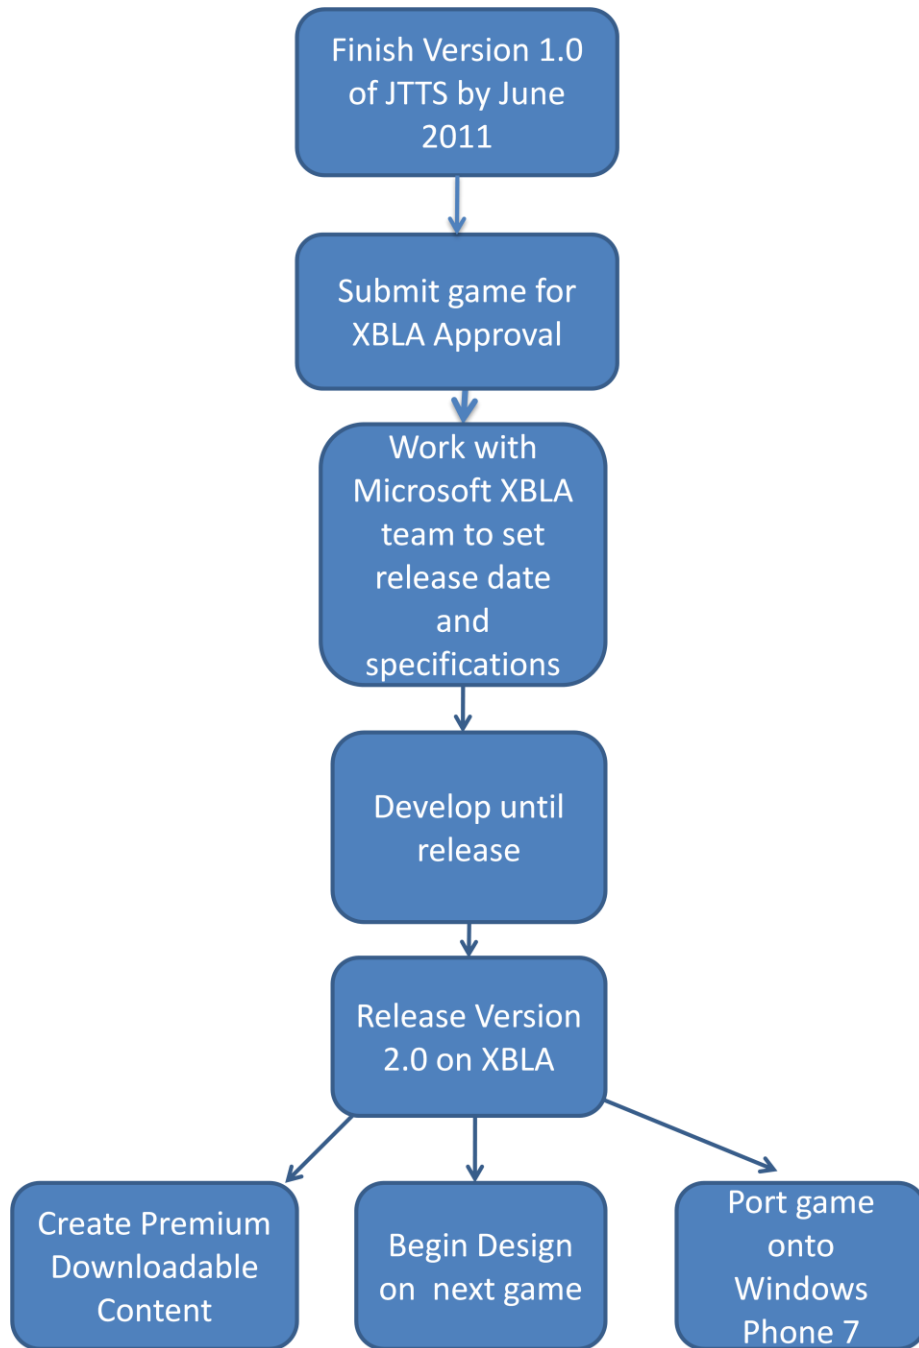 Finish Version 1.0
of JTTS by June
2011
Submit game for
XBLA Approval
Work with
Microsoft XBLA
team to set
release date
and
specifications
Develop until
release
Release Version
2.0 on XBLA
Create Premium
Downloadable
Content
Begin Design
on  next game
Port game
onto
Windows
Phone 7